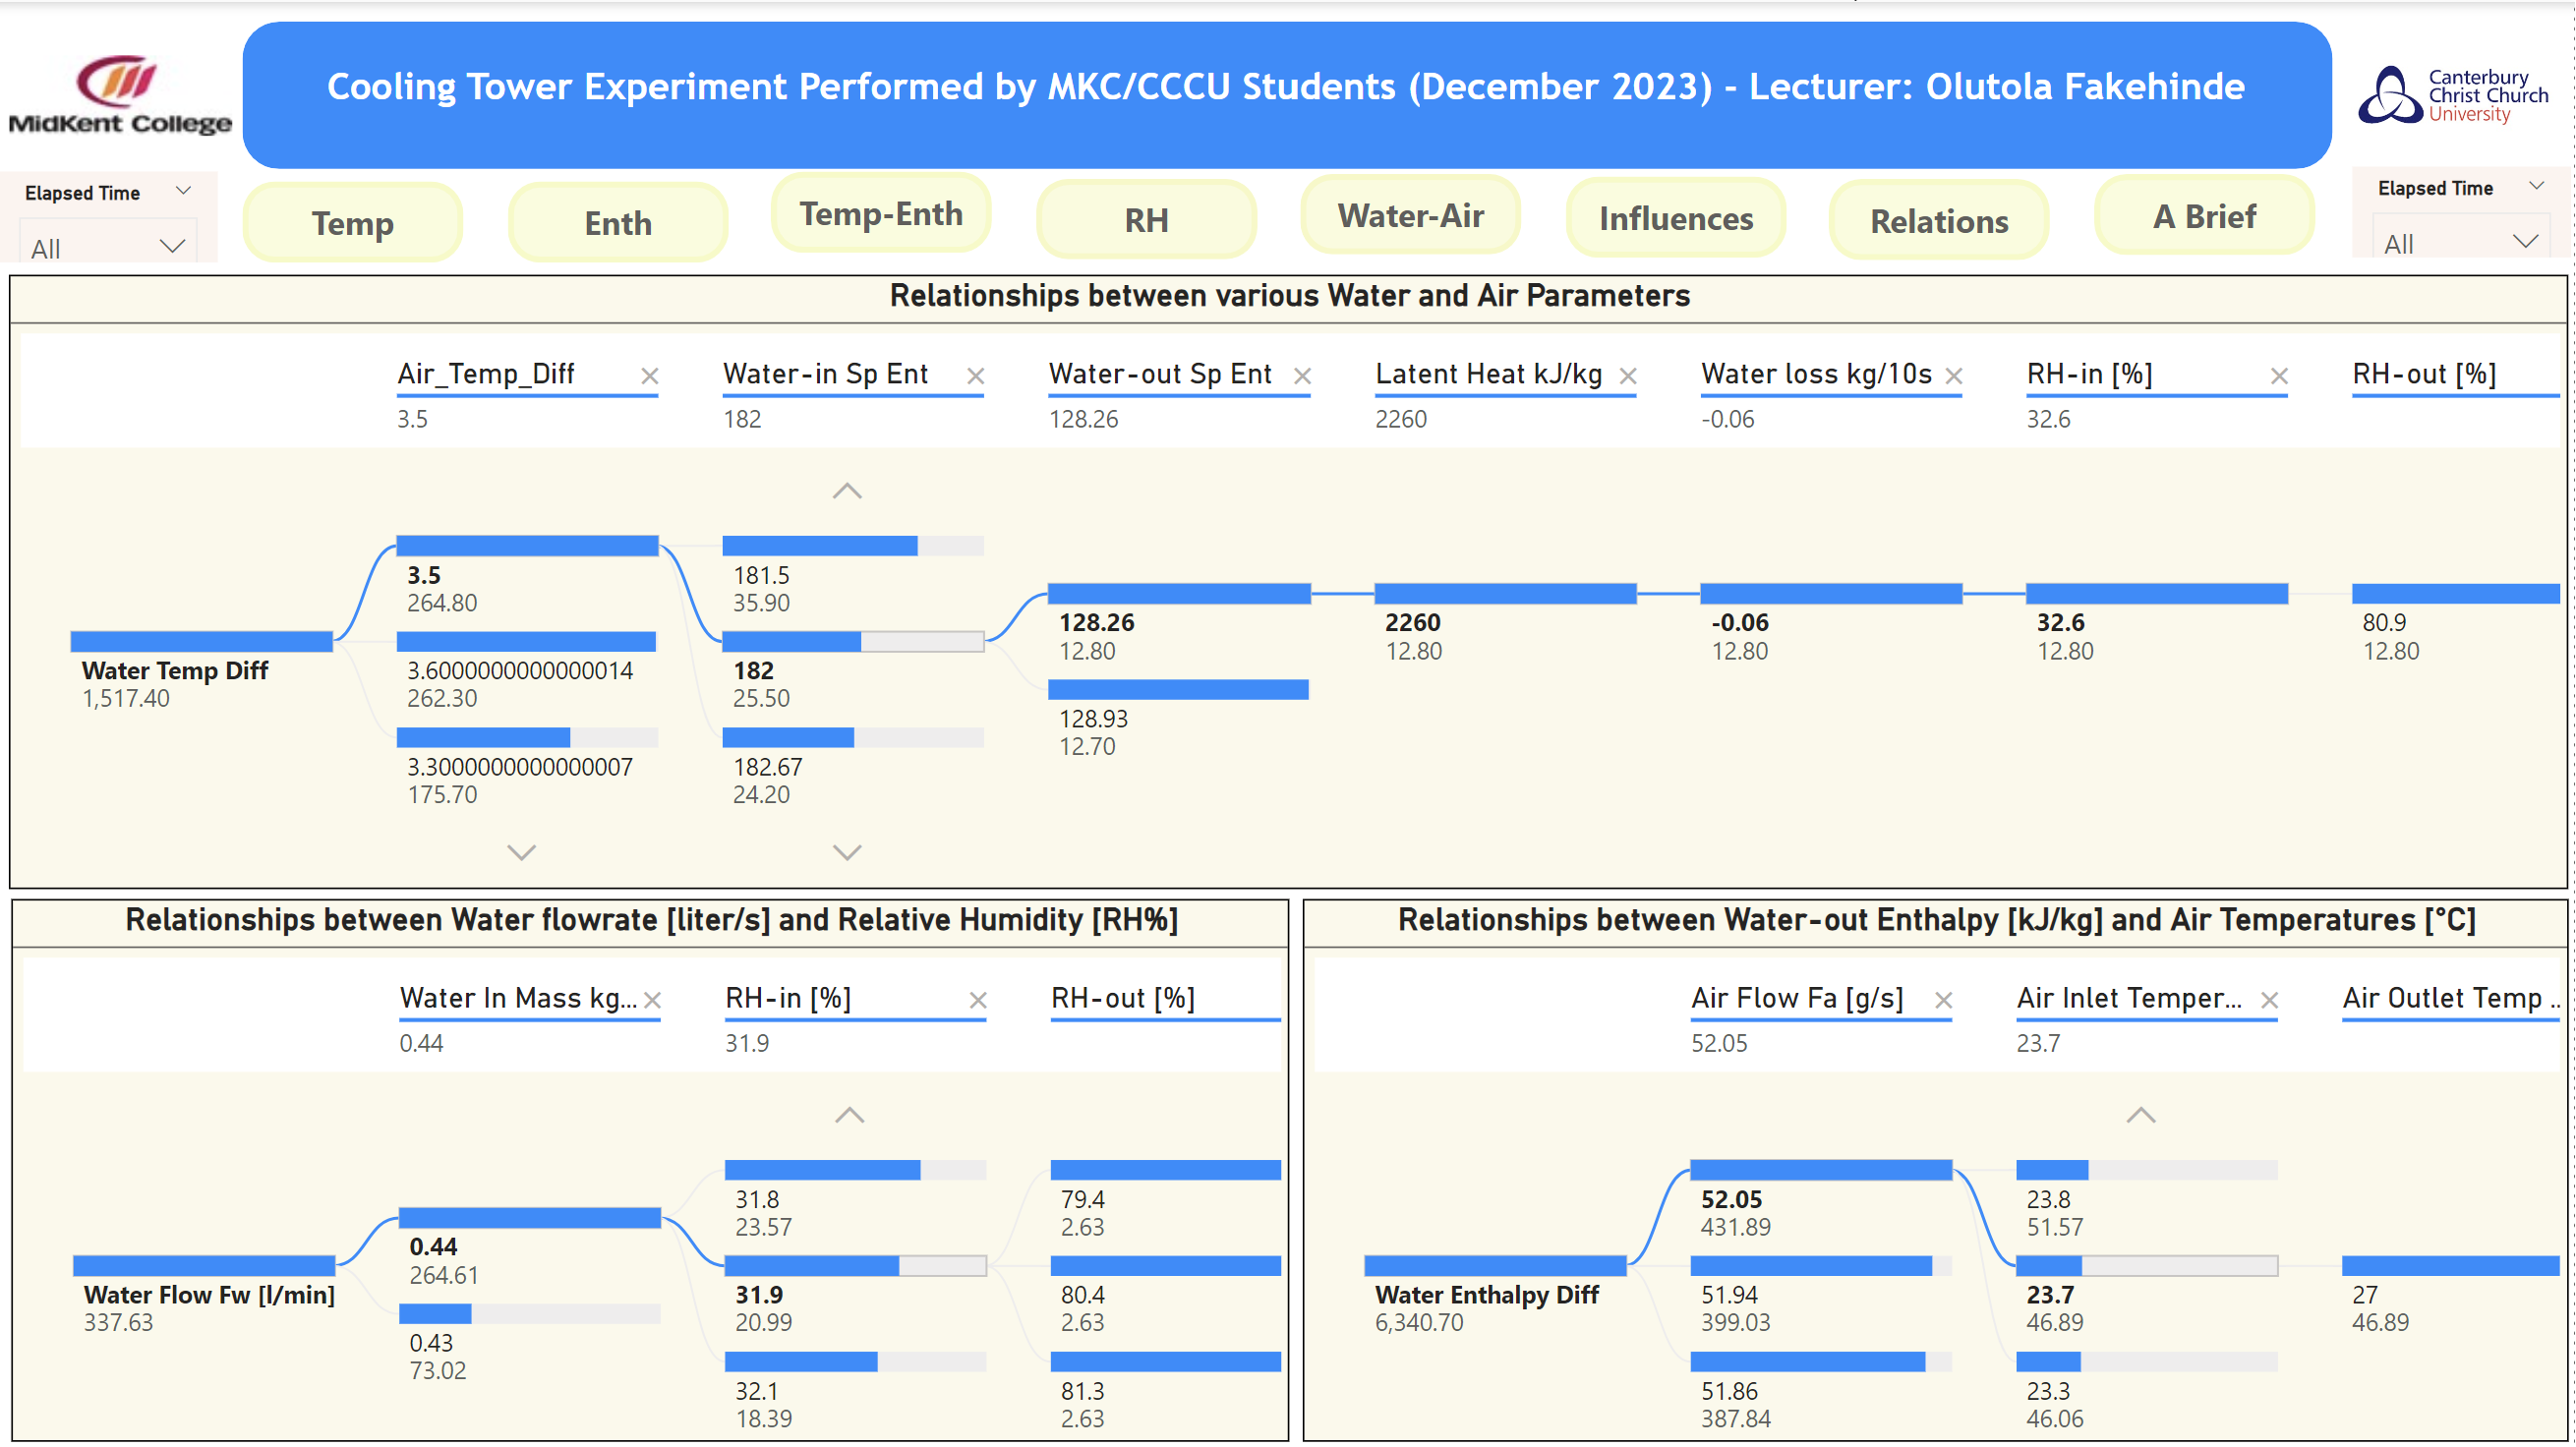 MidKent College
Cooling Tower Experiment Performed by MKC/CCCU Students (December 2023) - Lecturer: Olutola Fakehinde
Canterbury
Christ Church
University
Elapsed Time
All
Temp
Enth
Temp-Enth
RH
Water-Air
Influences
Relations
A Brief
Elapsed Time
All
Relationships between various Water and Air Parameters
Air_Temp_Diff
3.5
Water-in Sp Ent
182
Water-out Sp Ent
128.26
Latent Heat kJ/kg
2260
Water loss kg/10s
-0.06
RH-in [%]
32.6
RH-out [%]
Water Temp Diff
1,517.40
3.5
264.80
3.6000000000000014
262.30
3.3000000000000007
175.70
181.5
35.90
182
25.50
182.67
24.20
128.26
12.80
128.93
12.70
2260
12.80
-0.06
12.80
32.6
12.80
80.9
12.80
Relationships between Water flowrate [liter/s] and Relative Humidity [RH%]
Water In Mass kg...
0.44
RH-in [%]
31.9
RH-out [%]
Water Flow Fw [l/min]
337.63
0.44
264.61
0.43
73.02
31.8
23.57
31.9
20.99
32.1
18.39
79.4
2.63
80.4
2.63
81.3
2.63
Relationships between Water-out Enthalpy [kJ/kg] and Air Temperatures [°C]
Air Flow Fa [g/s]
52.05
Air Inlet Temper...
23.7
Air Outlet Temp ..
Water Enthalpy Diff
6,340.70
52.05
431.89
51.94
399.03
51.86
387.84
23.8
51.57
23.7
46.89
23.3
46.06
27
46.89